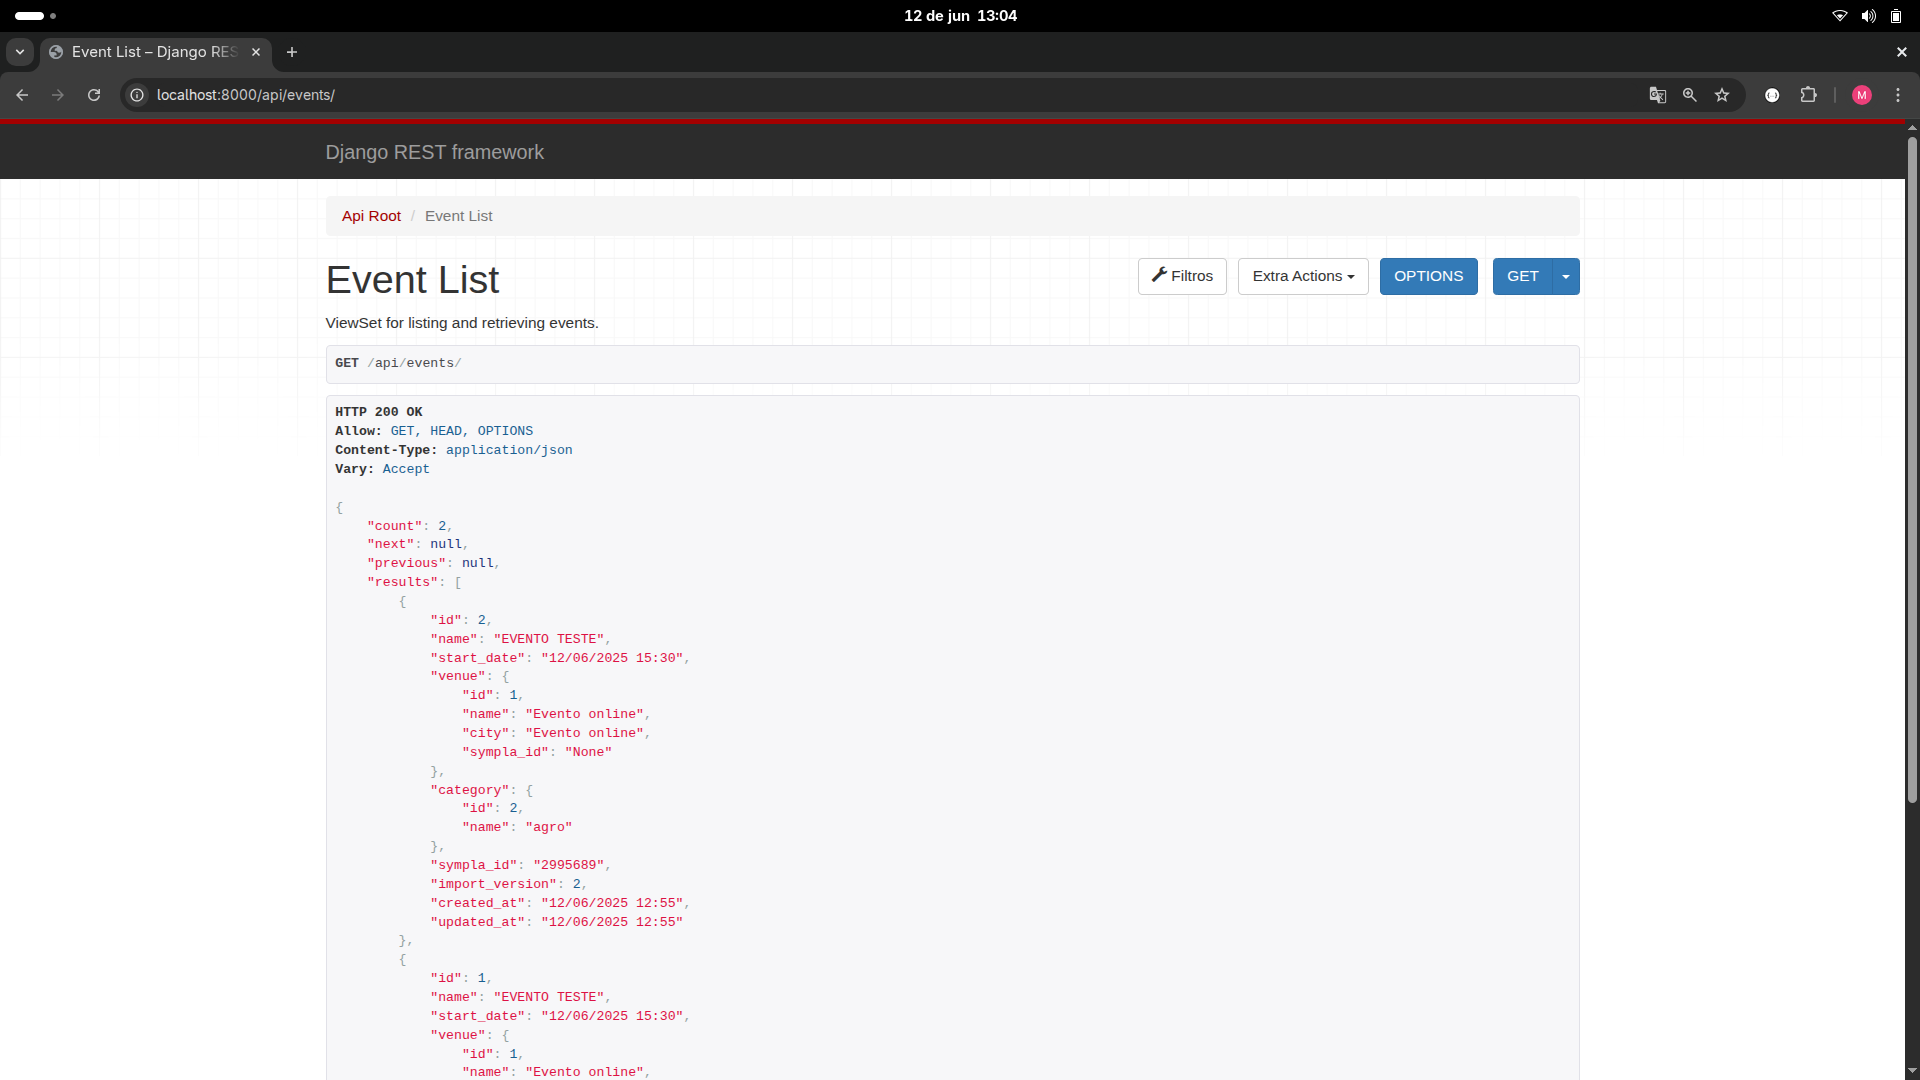 12 de jun 13:04
Event List – Django RES
localhost:8000/api/events/
M
Django REST framework
Api Root / Event List
Event List
Filtros
Extra Actions
OPTIONS
GET
ViewSet for listing and retrieving events.
GET /api/events/
HTTP 200 OK
Allow: GET, HEAD, OPTIONS
Content-Type: application/json
Vary: Accept
{
    "count": 2,
    "next": null,
    "previous": null,
    "results": [
        {
            "id": 2,
            "name": "EVENTO TESTE",
            "start_date": "12/06/2025 15:30",
            "venue": {
                "id": 1,
                "name": "Evento online",
                "city": "Evento online",
                "sympla_id": "None"
            },
            "category": {
                "id": 2,
                "name": "agro"
            },
            "sympla_id": "2995689",
            "import_version": 2,
            "created_at": "12/06/2025 12:55",
            "updated_at": "12/06/2025 12:55"
        },
        {
            "id": 1,
            "name": "EVENTO TESTE",
            "start_date": "12/06/2025 15:30",
            "venue": {
                "id": 1,
                "name": "Evento online",